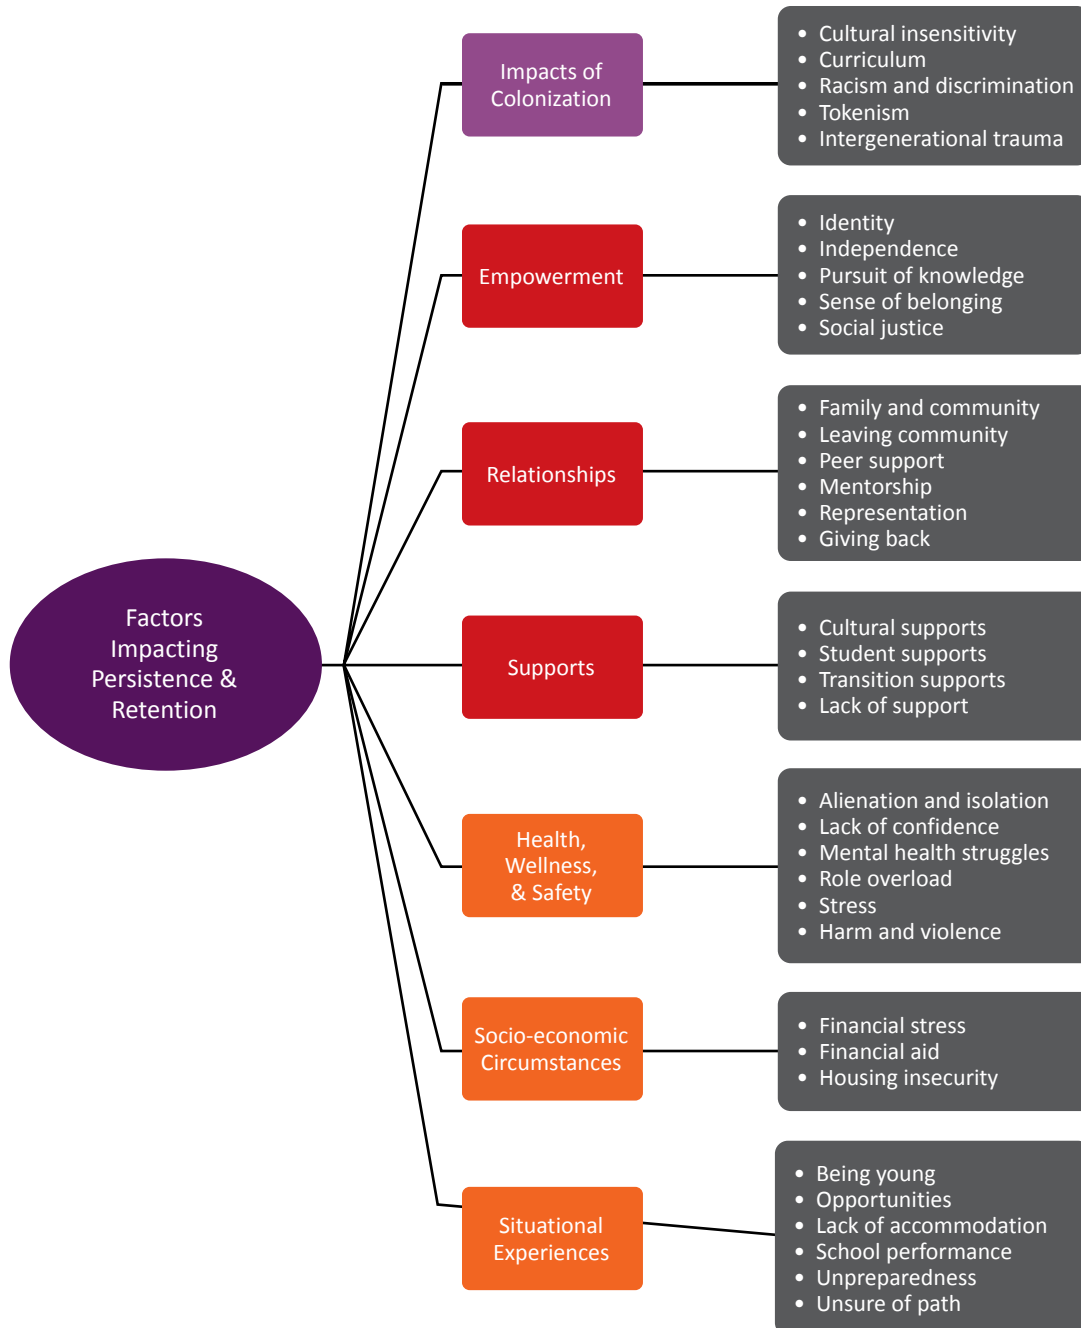 Factors
Impacting
Persistence &
Retention
Impacts of
Colonization
• Cultural insensitivity
• Curriculum
• Racism and discrimination
• Tokenism
• Intergenerational trauma
Empowerment
• Identity
• Independence
• Pursuit of knowledge
• Sense of belonging
• Social justice
Relationships
• Family and community
• Leaving community
• Peer support
• Mentorship
• Representation
• Giving back
Supports
• Cultural supports
• Student supports
• Transition supports
• Lack of support
Health,
Wellness,
& Safety
• Alienation and isolation
• Lack of confidence
• Mental health struggles
• Role overload
• Stress
• Harm and violence
Socio-economic
Circumstances
• Financial stress
• Financial aid
• Housing insecurity
Situational
Experiences
• Being young
• Opportunities
• Lack of accommodation
• School performance
• Unpreparedness
• Unsure of path